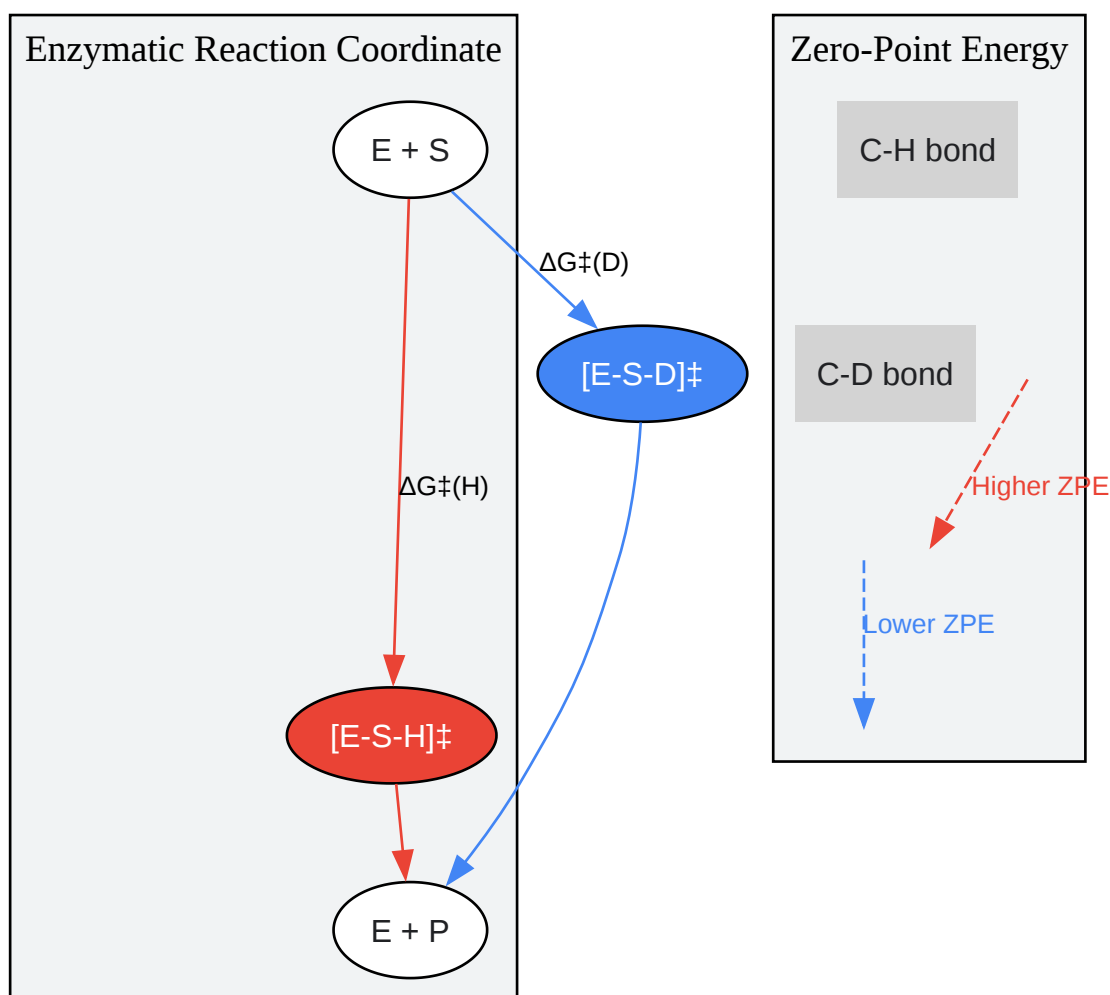 Enzymatic Reaction Coordinate
E + S
ΔG‡(D)
[E-S-D]‡
ΔG‡(H)
[E-S-H]‡
E + P
Zero-Point Energy
C-H bond
C-D bond
Higher ZPE
Lower ZPE